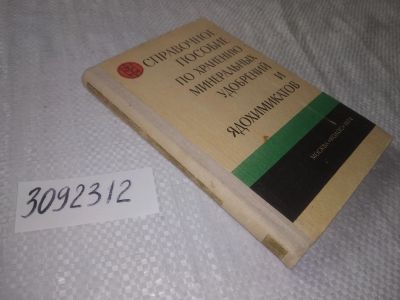 СПРАВОЧНОЕ
ПОСОБИЕ
ПО ХРАНЕНИЮ
МИНЕРАЛЬНЫХ
УДОБРЕНИЙ И
ЯДОХИМИКАТОВ
3092312